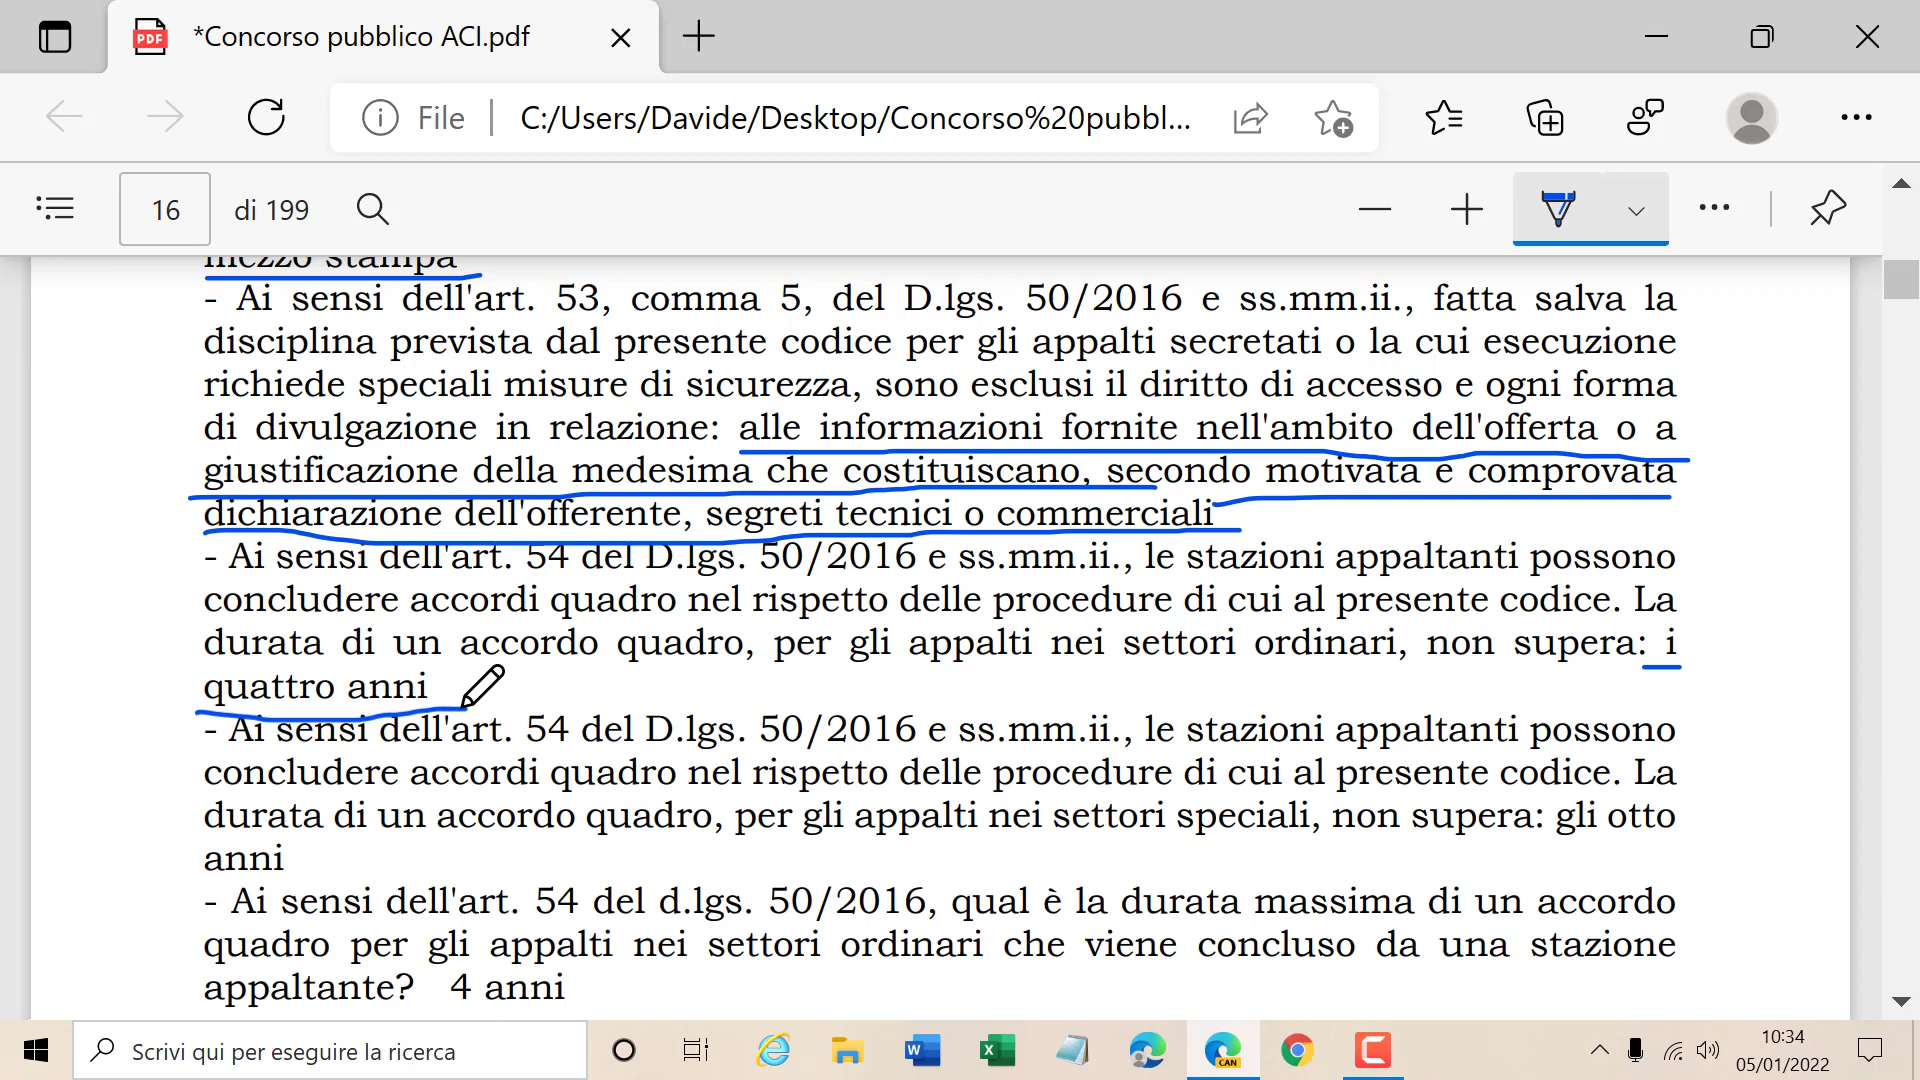 PDF
*Concorso pubblico ACI.pdf
File
C:/Users/Davide/Desktop/Concorso%20pubbl...
16
di 199
mezzo stampa
- Ai sensi dell'art. 53, comma 5, del D.lgs. 50/2016 e ss.mm.ii., fatta salva la
disciplina prevista dal presente codice per gli appalti secretati o la cui esecuzione
richiede speciali misure di sicurezza, sono esclusi il diritto di accesso e ogni forma
di divulgazione in relazione: alle informazioni fornite nell'ambito dell'offerta o a
giustificazione della medesima che costituiscano, secondo motivata e comprovata
dichiarazione dell'offerente, segreti tecnici o commerciali
- Ai sensi dell'art. 54 del D.lgs. 50/2016 e ss.mm.ii., le stazioni appaltanti possono
concludere accordi quadro nel rispetto delle procedure di cui al presente codice. La
durata di un accordo quadro, per gli appalti nei settori ordinari, non supera: i
quattro anni
- Ai sensi dell'art. 54 del D.lgs. 50/2016 e ss.mm.ii., le stazioni appaltanti possono
concludere accordi quadro nel rispetto delle procedure di cui al presente codice. La
durata di un accordo quadro, per gli appalti nei settori speciali, non supera: gli otto
anni
- Ai sensi dell'art. 54 del d.lgs. 50/2016, qual è la durata massima di un accordo
quadro per gli appalti nei settori ordinari che viene concluso da una stazione
appaltante? 4 anni
Scrivi qui per eseguire la ricerca
W
X
CAN
10:34
05/01/2022